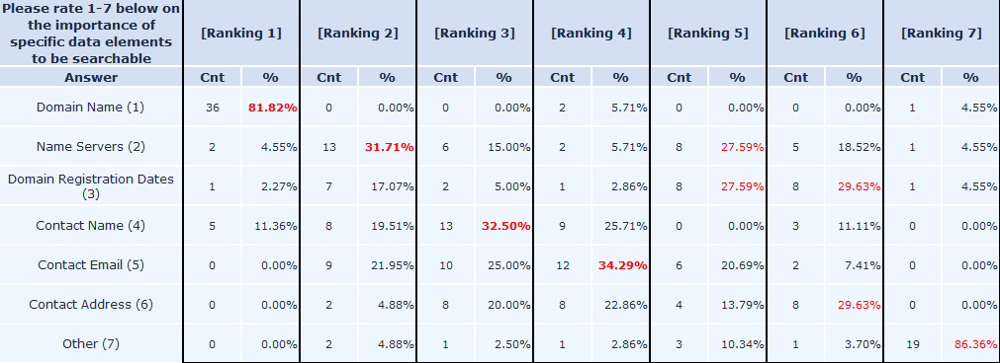 Please rate 1-7 below on
the importance of
specific data elements
to be searchable
[Ranking 1] [Ranking 2] [Ranking 3] [Ranking 4] [Ranking 5] [Ranking 6] [Ranking 7]
Answer Cnt % Cnt % Cnt % Cnt % Cnt % Cnt % Cnt %
Domain Name (1) 36 81.82% 0 0.00% 0 0.00% 2 5.71% 0 0.00% 0 0.00% 1 4.55%
Name Servers (2) 2 4.55% 13 31.71% 6 15.00% 2 5.71% 8 27.59% 5 18.52% 1 4.55%
Domain Registration Dates
(3) 1 2.27% 7 17.07% 2 5.00% 1 2.86% 8 27.59% 8 29.63% 1 4.55%
Contact Name (4) 5 11.36% 8 19.51% 13 32.50% 9 25.71% 0 0.00% 3 11.11% 0 0.00%
Contact Email (5) 0 0.00% 9 21.95% 10 25.00% 12 34.29% 6 20.69% 2 7.41% 0 0.00%
Contact Address (6) 0 0.00% 2 4.88% 8 20.00% 8 22.86% 4 13.79% 8 29.63% 0 0.00%
Other (7) 0 0.00% 2 4.88% 1 2.50% 1 2.86% 3 10.34% 1 3.70% 19 86.36%